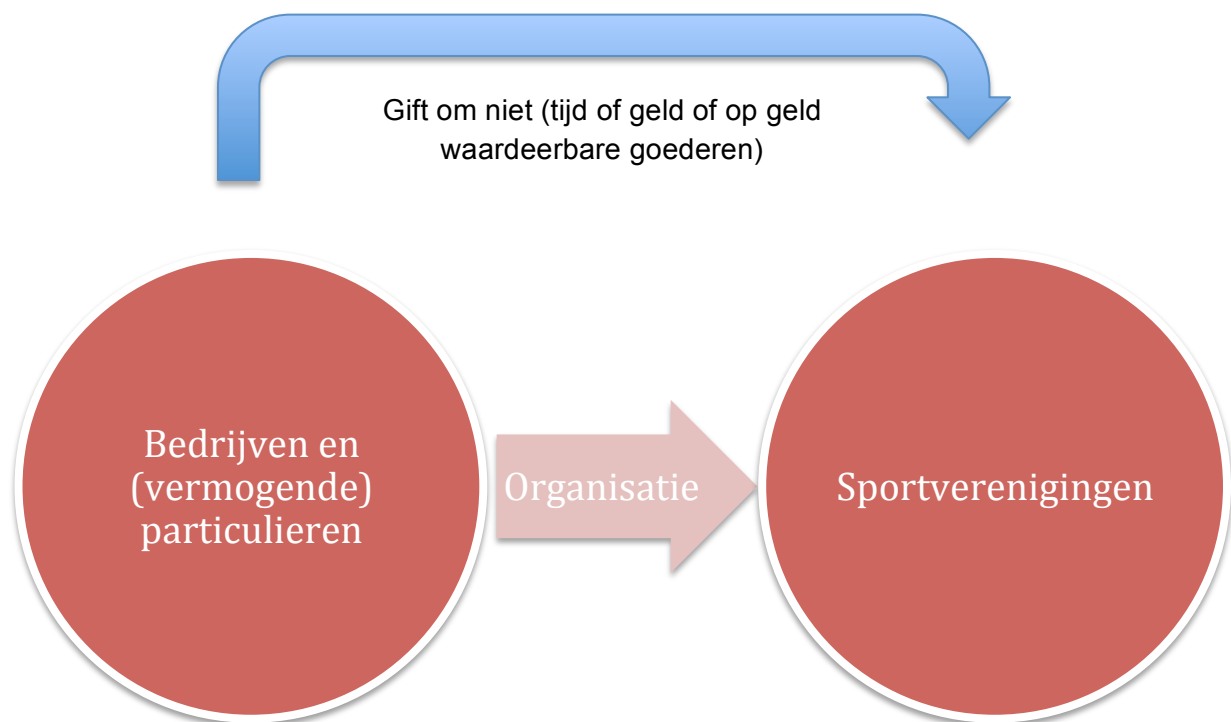 Gift om niet (tijd of geld of op geld
waardeerbare goederen)
Bedrijven en
(vermogende)
particulieren
Organisatie
Sportverenigingen